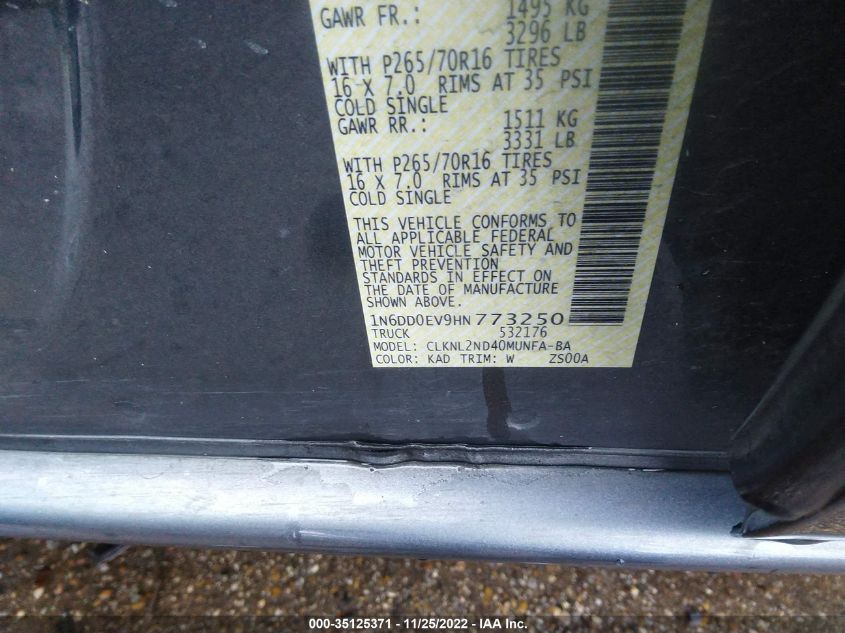 GAWR FR.: 1495 KG
3296 LB
WITH P265/70R16 TIRES
16 X 7.0 RIMS AT 35 PSI
COLD SINGLE
GAWR RR.: 1511 KG
3331 LB
WITH P265/70R16 TIRES
16 X 7.0 RIMS AT 35 PSI
COLD SINGLE
THIS VEHICLE CONFORMS TO
ALL APPLICABLE FEDERAL
MOTOR VEHICLE SAFETY AND
THEFT PREVENTION
STANDARDS IN EFFECT ON
THE DATE OF MANUFACTURE
SHOWN ABOVE.
1N6DD0EV9HN 773250
TRUCK 532176
MODEL: CLKNL2ND40MUNFA-BA
COLOR: KAD TRIM: W ZS00A
000-35125371 - 11/25/2022 - IAA Inc.